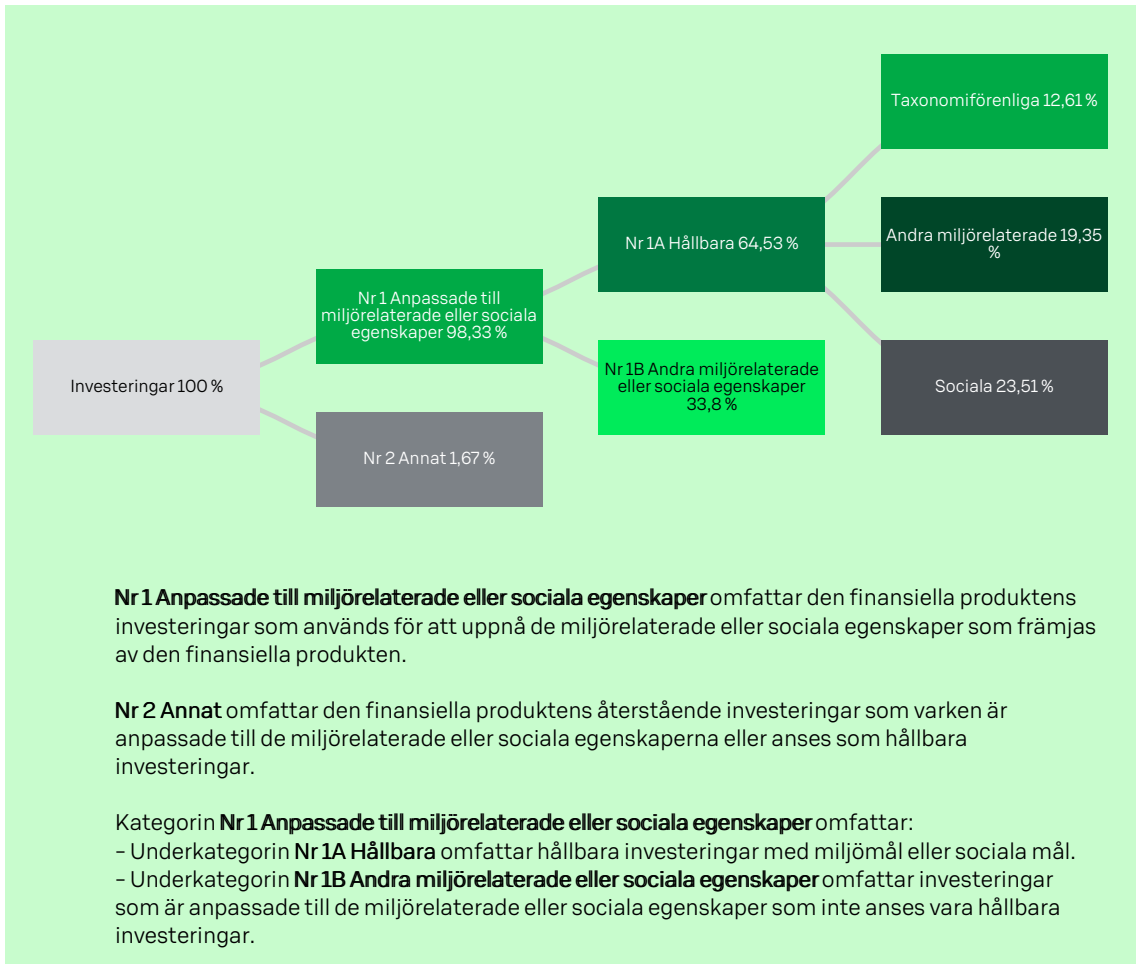 Taxonomiförenliga 12,61 %
Nr 1A Hållbara 64,53 %
Andra miljörelaterade 19,35
%
Nr 1 Anpassade till
miljörelaterade eller sociala
egenskaper 98,33 %
Investeringar 100 %
Nr 1B Andra miljörelaterade
eller sociala egenskaper
33,8 %
Sociala 23,51 %
Nr 2 Annat 1,67 %
Nr 1 Anpassade till miljörelaterade eller sociala egenskaper omfattar den finansiella produktens
investeringar som används för att uppnå de miljörelaterade eller sociala egenskaper som främjas
av den finansiella produkten.
Nr 2 Annat omfattar den finansiella produktens återstående investeringar som varken är
anpassade till de miljörelaterade eller sociala egenskaperna eller anses som hållbara
investeringar.
Kategorin Nr 1 Anpassade till miljörelaterade eller sociala egenskaper omfattar:
– Underkategorin Nr 1A Hållbara omfattar hållbara investeringar med miljömål eller sociala mål.
– Underkategorin Nr 1B Andra miljörelaterade eller sociala egenskaper omfattar investeringar
som är anpassade till de miljörelaterade eller sociala egenskaper som inte anses vara hållbara
investeringar.